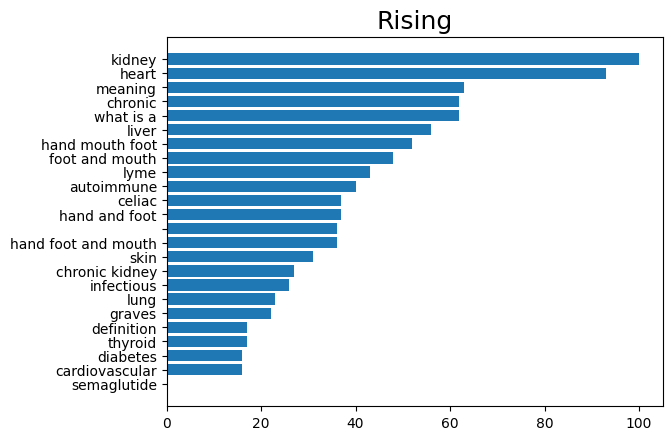 Rising
kidney
heart
meaning
chronic
what is a
liver
hand mouth foot
foot and mouth
lyme
autoimmune
celiac
hand and foot
hand foot and mouth
skin
chronic kidney
infectious
lung
graves
definition
thyroid
diabetes
cardiovascular
semaglutide
0 20 40 60 80 100